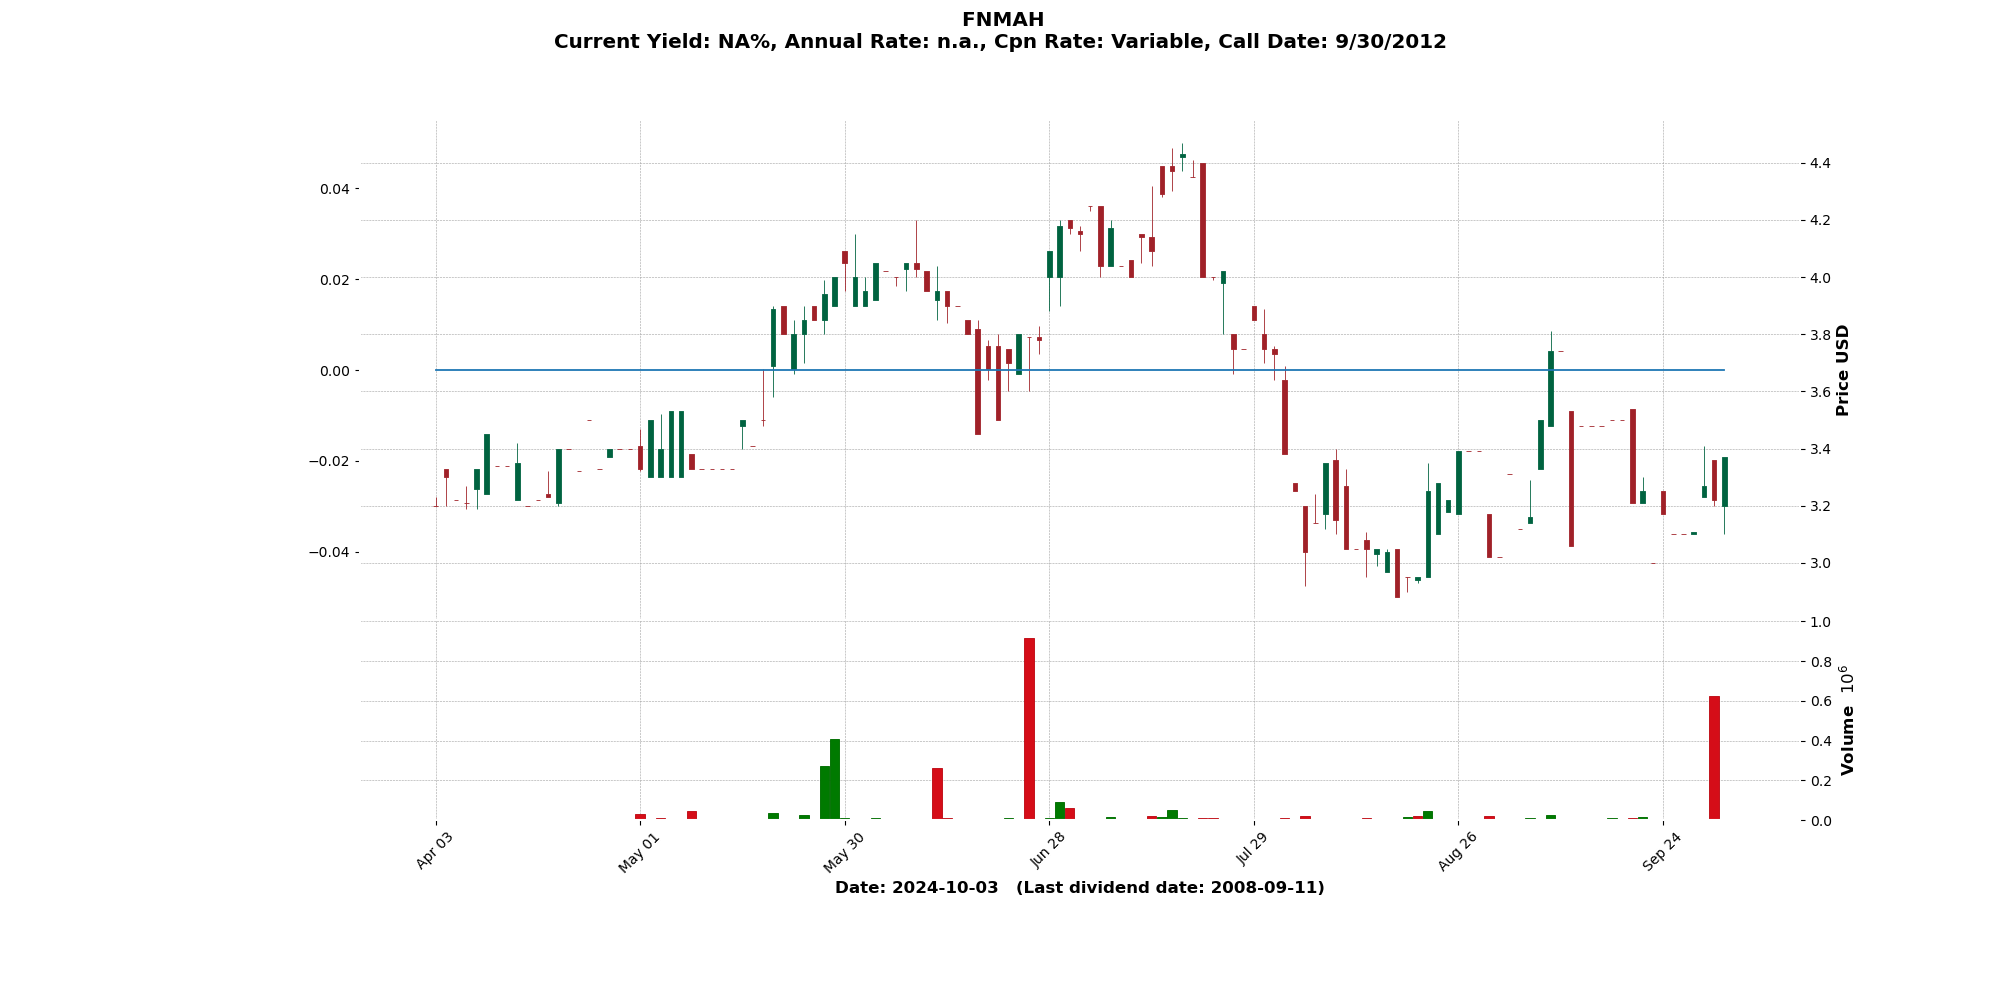 FNMAH
Current Yield: NA%, Annual Rate: n.a., Cpn Rate: Variable, Call Date: 9/30/2012
0.04
0.02
0.00
−0.02
−0.04
4.4
4.2
4.0
3.8
3.6
3.4
3.2
3.0
Price USD
1.0
0.8
0.6
0.4
0.2
0.0
Volume 10^6
Apr 03
May 01
May 30
Jun 28
Jul 29
Aug 26
Sep 24
Date: 2024-10-03 (Last dividend date: 2008-09-11)